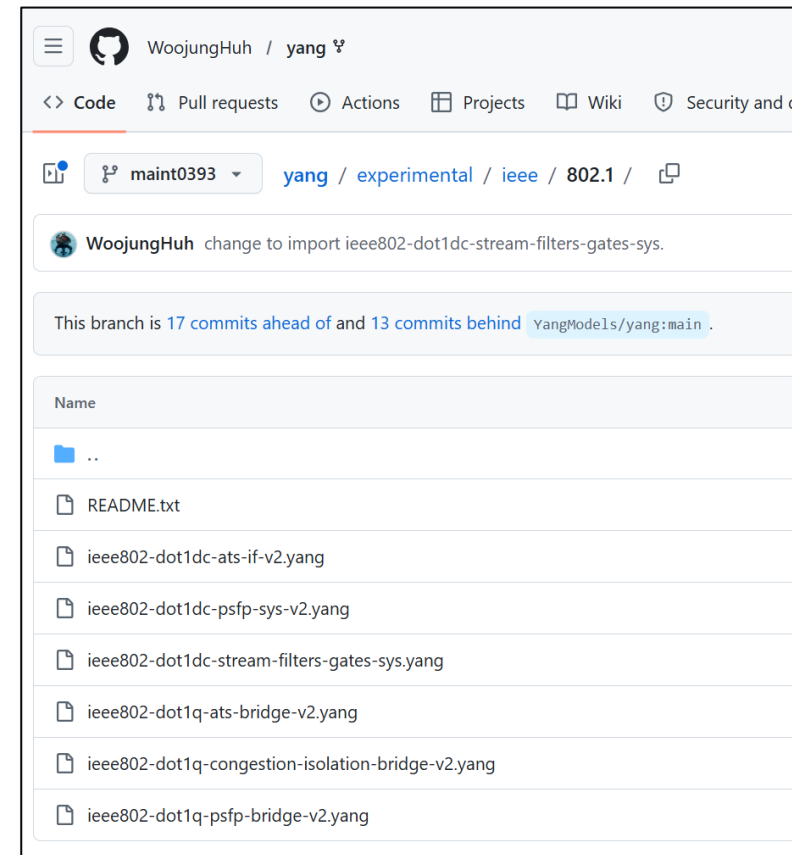 WoojungHuh / yang
Code Pull requests Actions Projects Wiki Security and
maint0393 yang / experimental / ieee / 802.1 /
WoojungHuh change to import ieee802-dot1dc-stream-filters-gates-sys.
This branch is 17 commits ahead of and 13 commits behind YangModels/yang:main .
Name
..
README.txt
ieee802-dot1dc-ats-if-v2.yang
ieee802-dot1dc-psfp-sys-v2.yang
ieee802-dot1dc-stream-filters-gates-sys.yang
ieee802-dot1q-ats-bridge-v2.yang
ieee802-dot1q-congestion-isolation-bridge-v2.yang
ieee802-dot1q-psfp-bridge-v2.yang